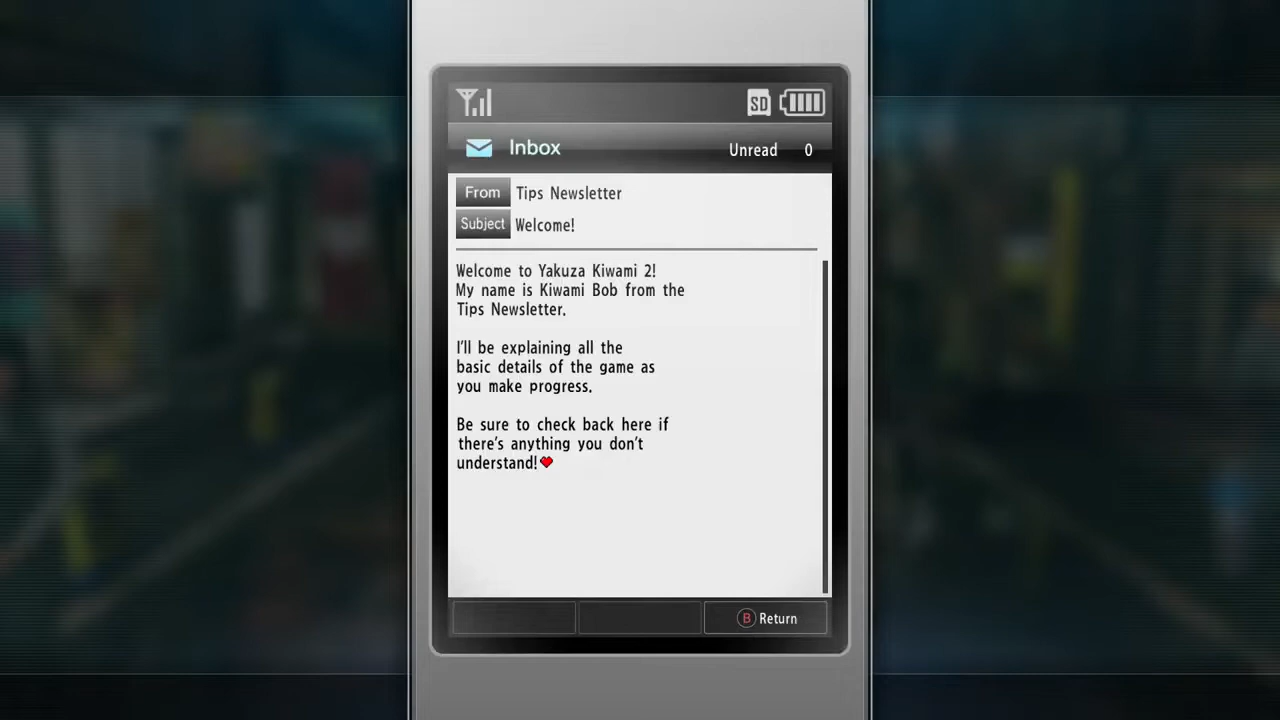 SD
Inbox
Unread 0
From Tips Newsletter
Subject Welcome!
Welcome to Yakuza Kiwami 2!
My name is Kiwami Bob from the
Tips Newsletter.
I'll be explaining all the
basic details of the game as
you make progress.
Be sure to check back here if
there's anything you don't
understand!❤
B Return